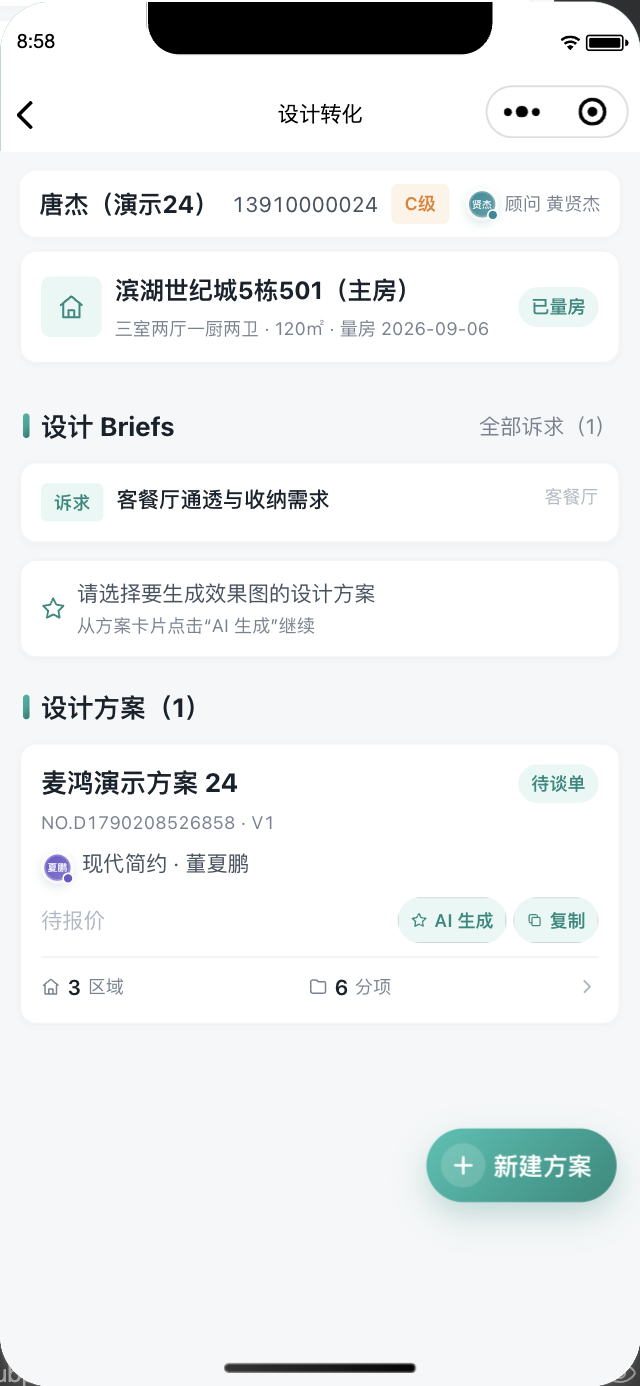 8:58
设计转化
唐杰（演示24） 13910000024 C级 贤杰 顾问 黄贤杰
滨湖世纪城5栋501（主房）
三室两厅一厨两卫 · 120㎡ · 量房 2026-09-06
已量房
设计 Briefs 全部诉求（1）
诉求 客餐厅通透与收纳需求 客餐厅
请选择要生成效果图的设计方案
从方案卡片点击“AI 生成”继续
设计方案（1）
麦鸿演示方案 24 待谈单
NO.D1790208526858 · V1
夏鹏 现代简约 · 董夏鹏
待报价 AI 生成 复制
3 区域 6 分项
新建方案